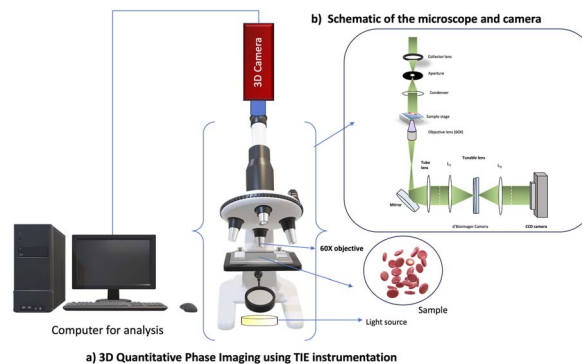 b) Schematic of the microscope and camera
3D Camera
Collector lens
Aperture
Condenser
Sample stage
Objective lens (60X)
Tube
lens
L₁
Tunable lens
L₂
Mirror
d'Bioimager Camera
CCD camera
60X objective
Sample
Light source
Computer for analysis
a) 3D Quantitative Phase Imaging using TIE instrumentation